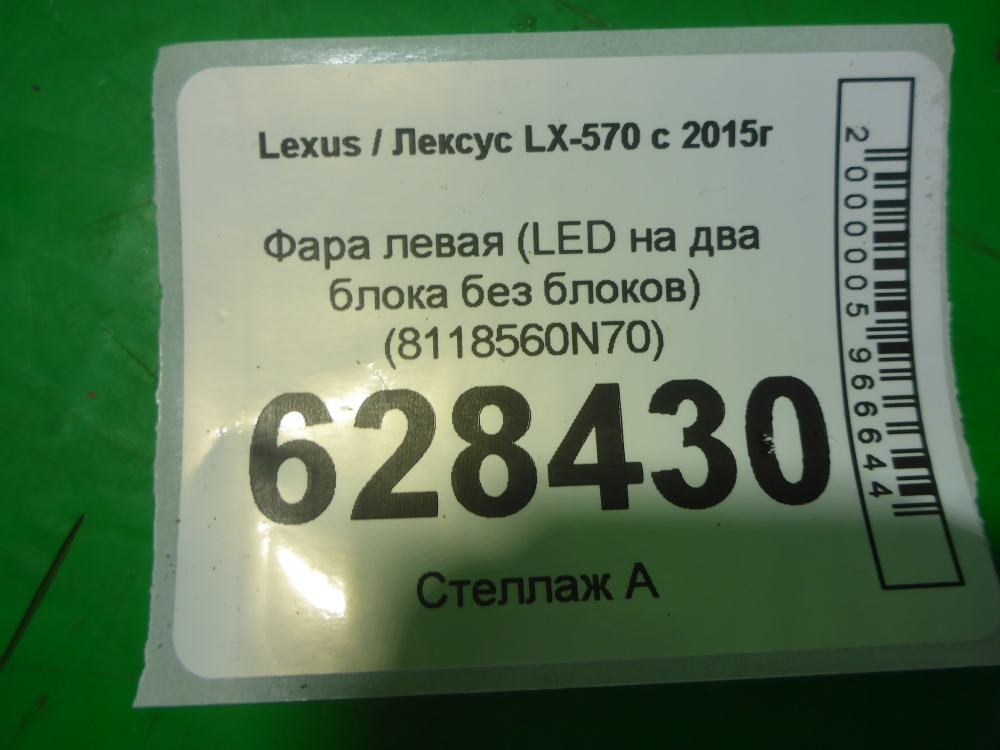 Lexus / Лексус LX-570 с 2015г
Фара левая (LED на два
блока без блоков)
(8118560N70)
628430
Стеллаж А
2000005966644